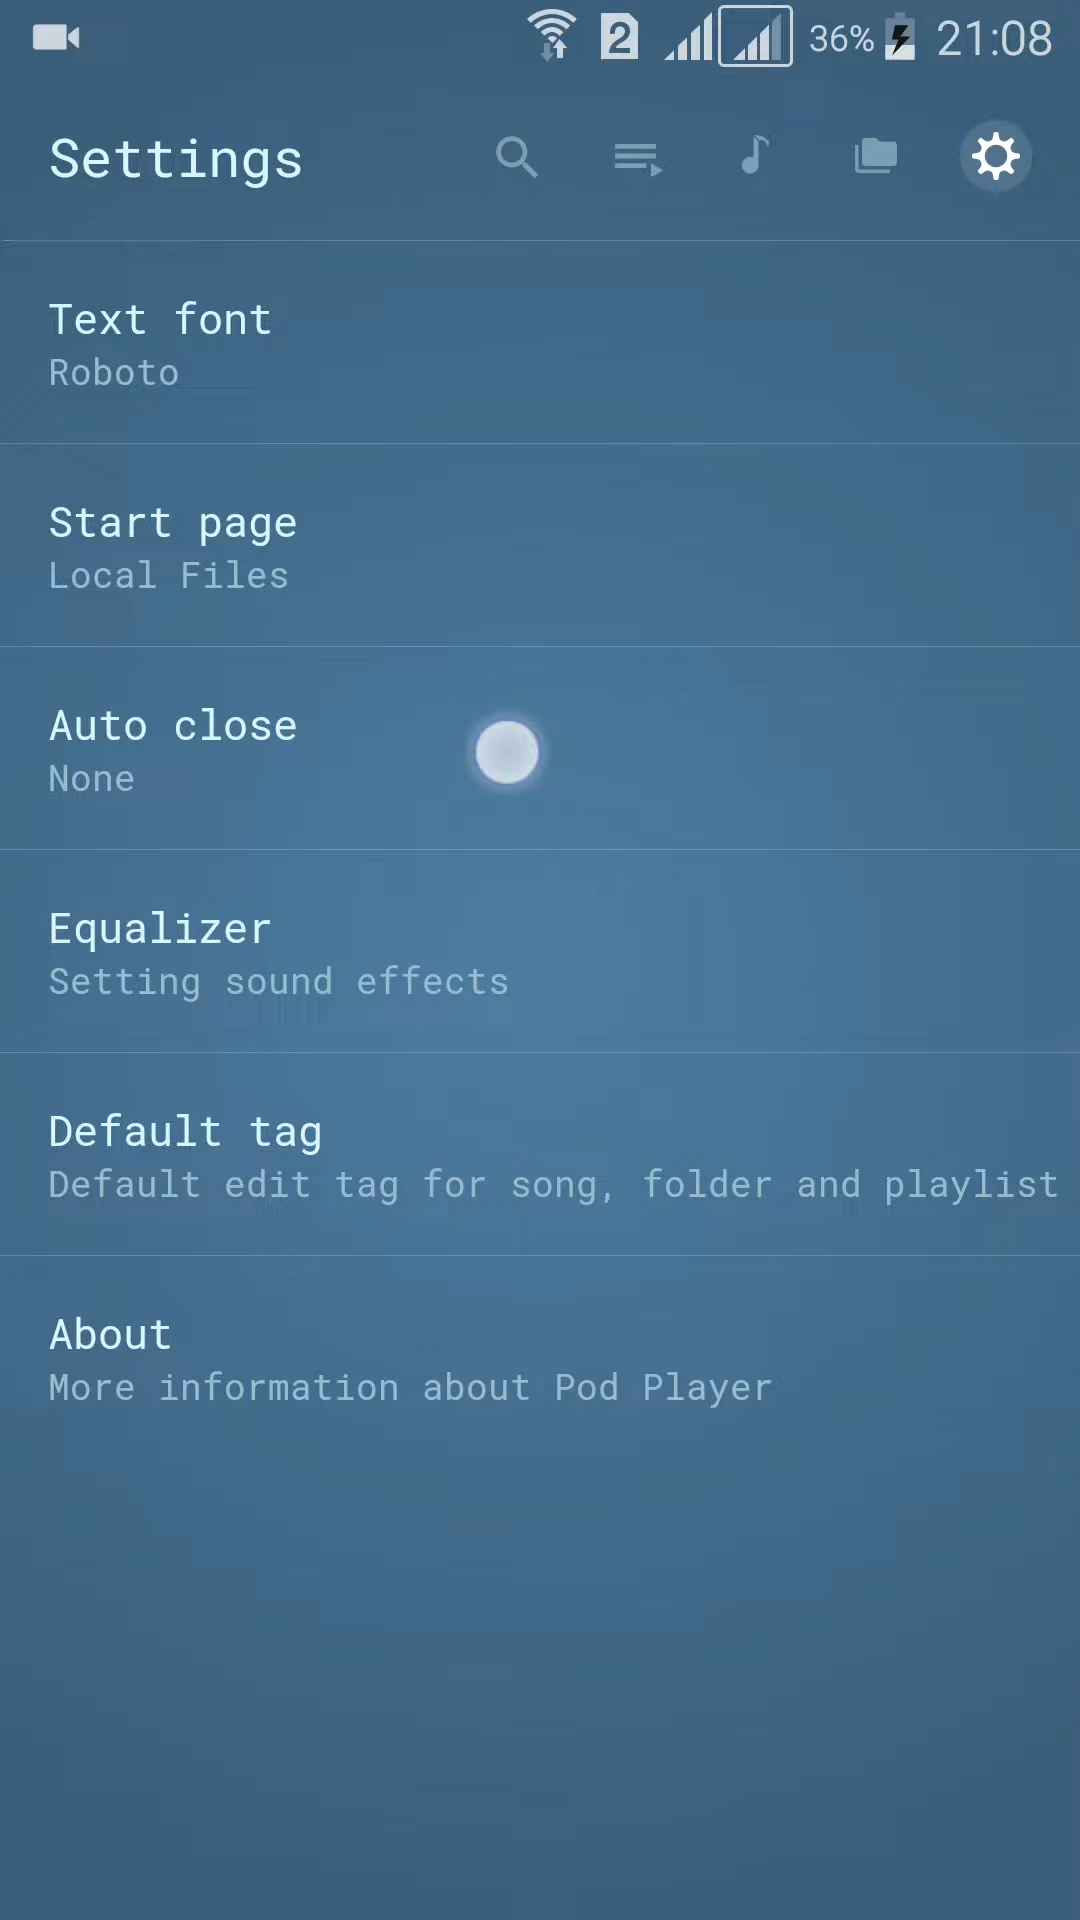 2 36% 21:08
Settings
Text font
Roboto
Start page
Local Files
Auto close
None
Equalizer
Setting sound effects
Default tag
Default edit tag for song, folder and playlist
About
More information about Pod Player